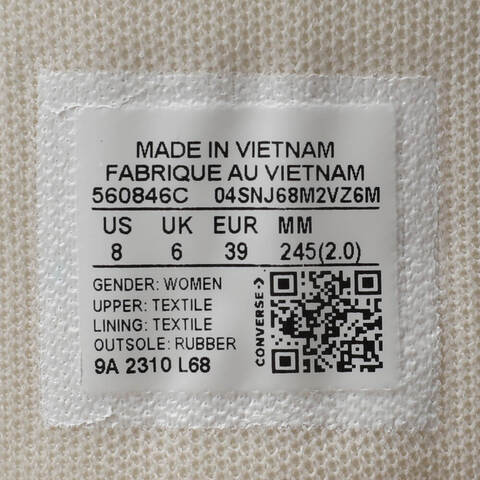 MADE IN VIETNAM
FABRIQUE AU VIETNAM
560846C 04SNJ68M2VZ6M
US UK EUR MM
8 6 39 245(2.0)
GENDER: WOMEN
UPPER: TEXTILE
LINING: TEXTILE
OUTSOLE: RUBBER
9A 2310 L68
CONVERSE